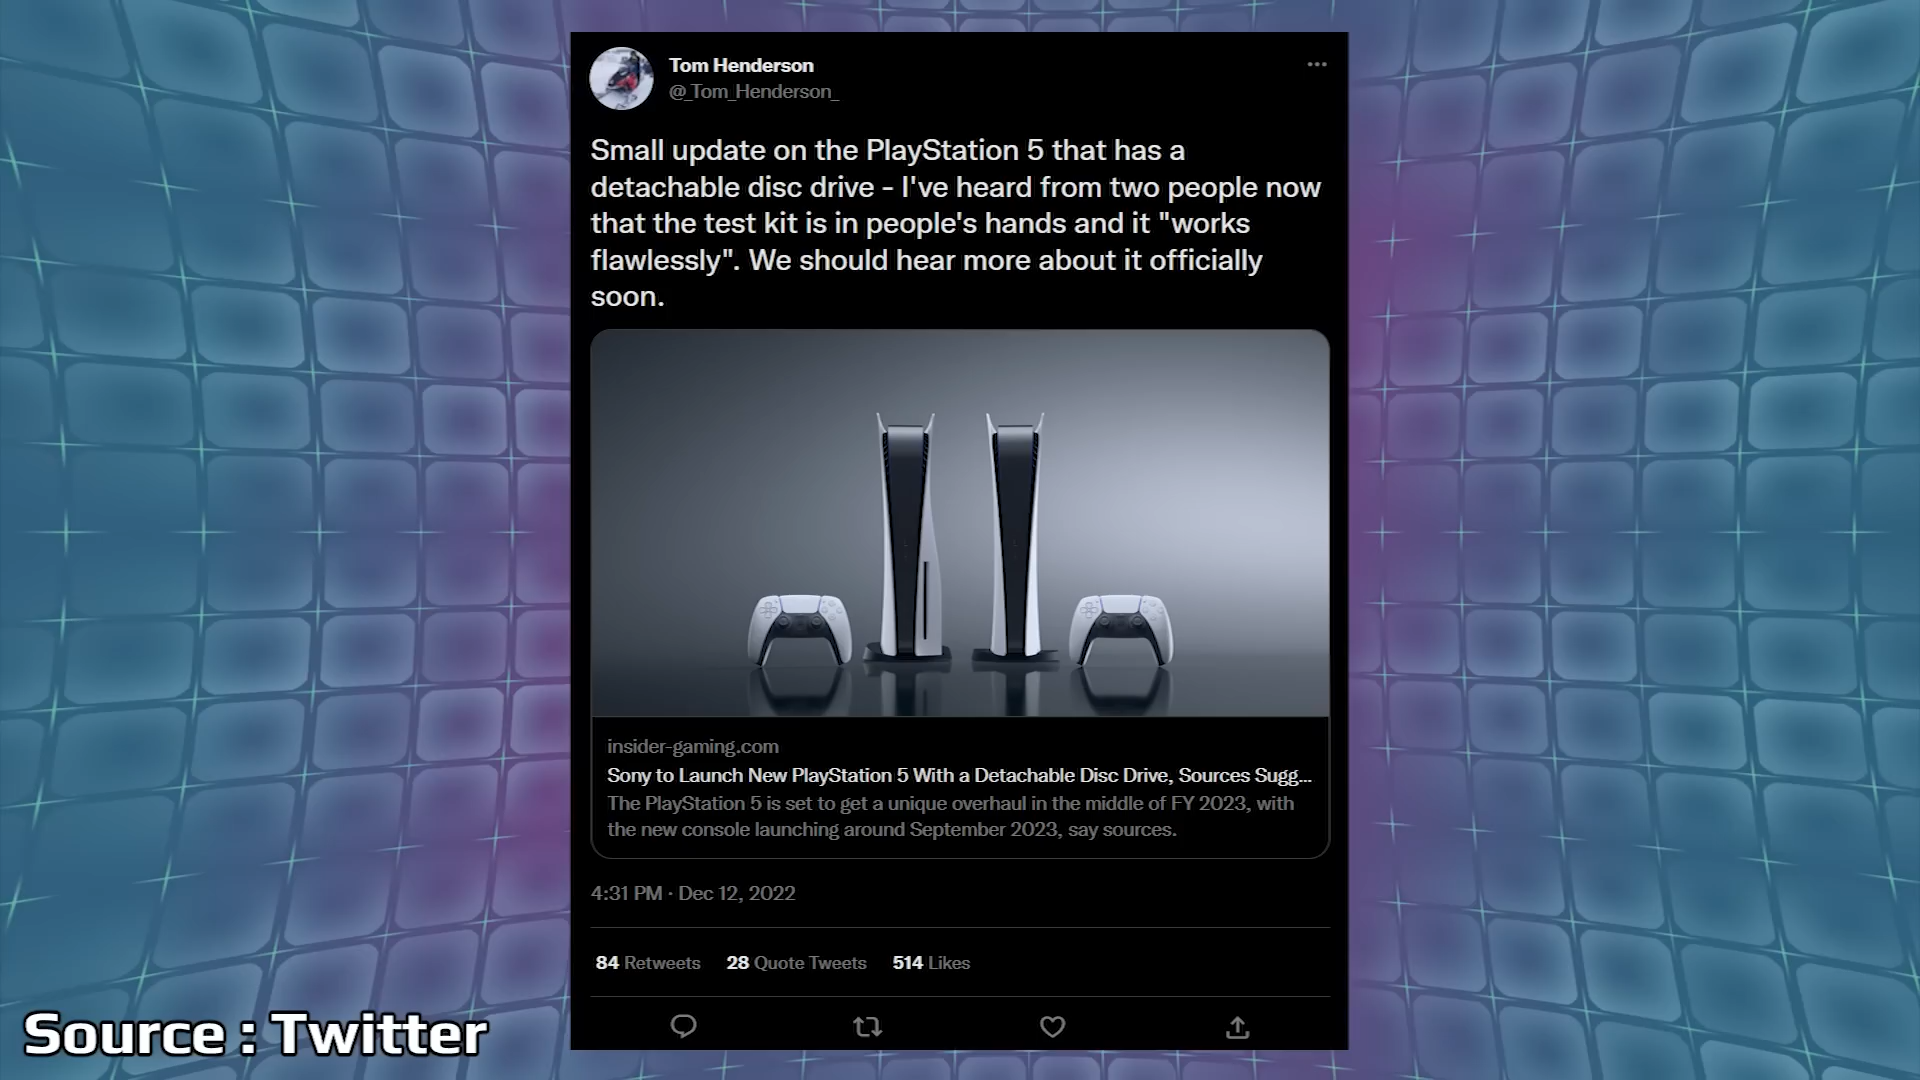 Tom Henderson
@_Tom_Henderson_
Small update on the PlayStation 5 that has a
detachable disc drive - I've heard from two people now
that the test kit is in people's hands and it "works
flawlessly". We should hear more about it officially
soon.
insider-gaming.com
Sony to Launch New PlayStation 5 With a Detachable Disc Drive, Sources Sugg...
The PlayStation 5 is set to get a unique overhaul in the middle of FY 2023, with
the new console launching around September 2023, say sources.
4:31 PM · Dec 12, 2022
84 Retweets 28 Quote Tweets 514 Likes
Source : Twitter